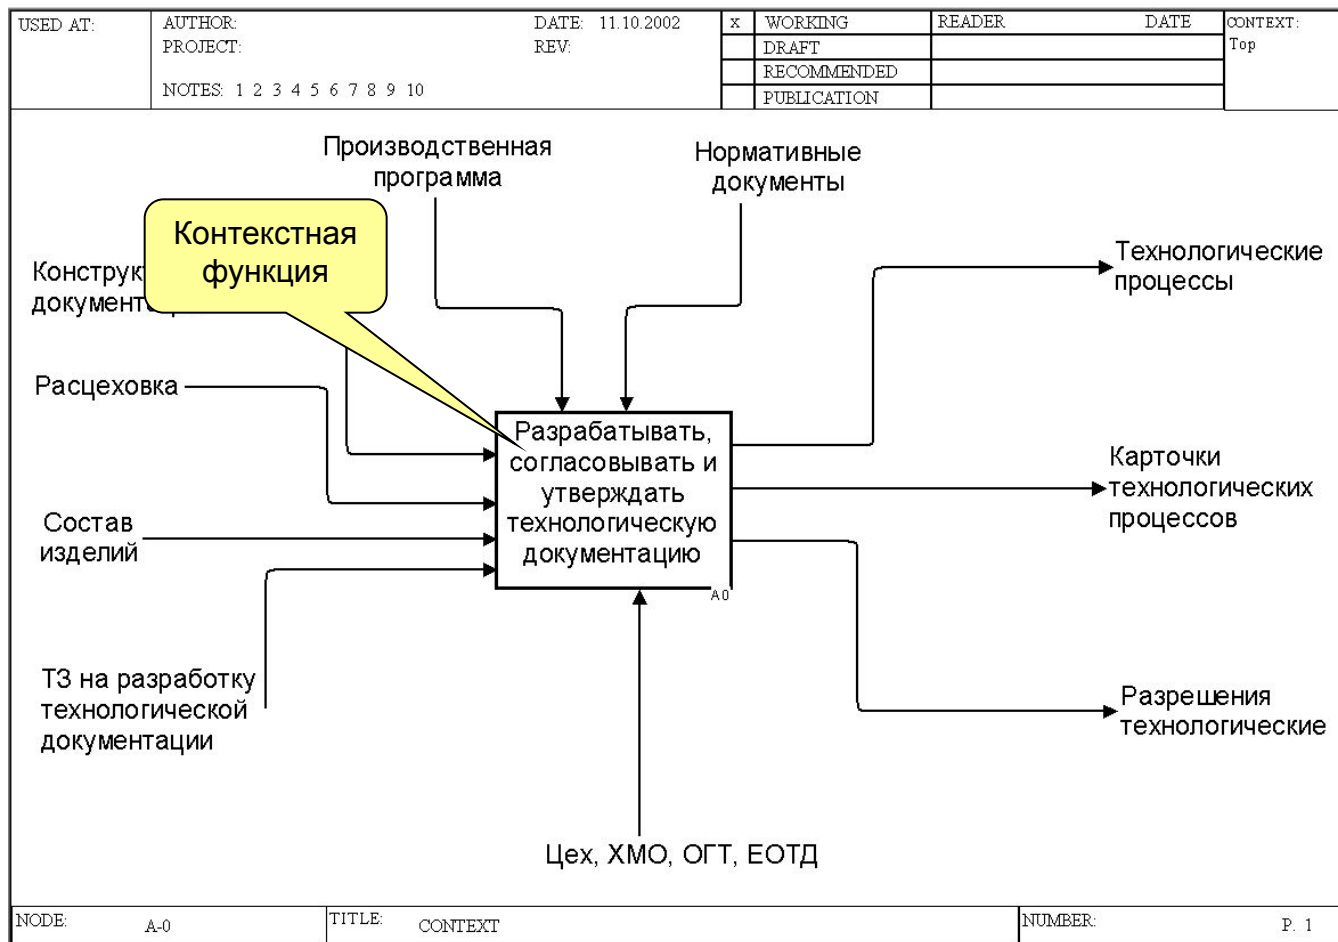 USED AT:
AUTHOR:
DATE: 11.10.2002
PROJECT:
REV:
NOTES: 1 2 3 4 5 6 7 8 9 10
x WORKING
DRAFT
RECOMMENDED
PUBLICATION
READER DATE
CONTEXT:
Top
Производственная
программа
Нормативные
документы
Контекстная
функция
Технологические
процессы
Расцеховка
Разрабатывать,
согласовывать и
утверждать
технологическую
документацию
A0
Карточки
технологических
процессов
Состав
изделий
ТЗ на разработку
технологической
документации
Разрешения
технологические
Цех, ХМО, ОГТ, ЕОТД
NODE: A-0
TITLE: CONTEXT
NUMBER: P. 1